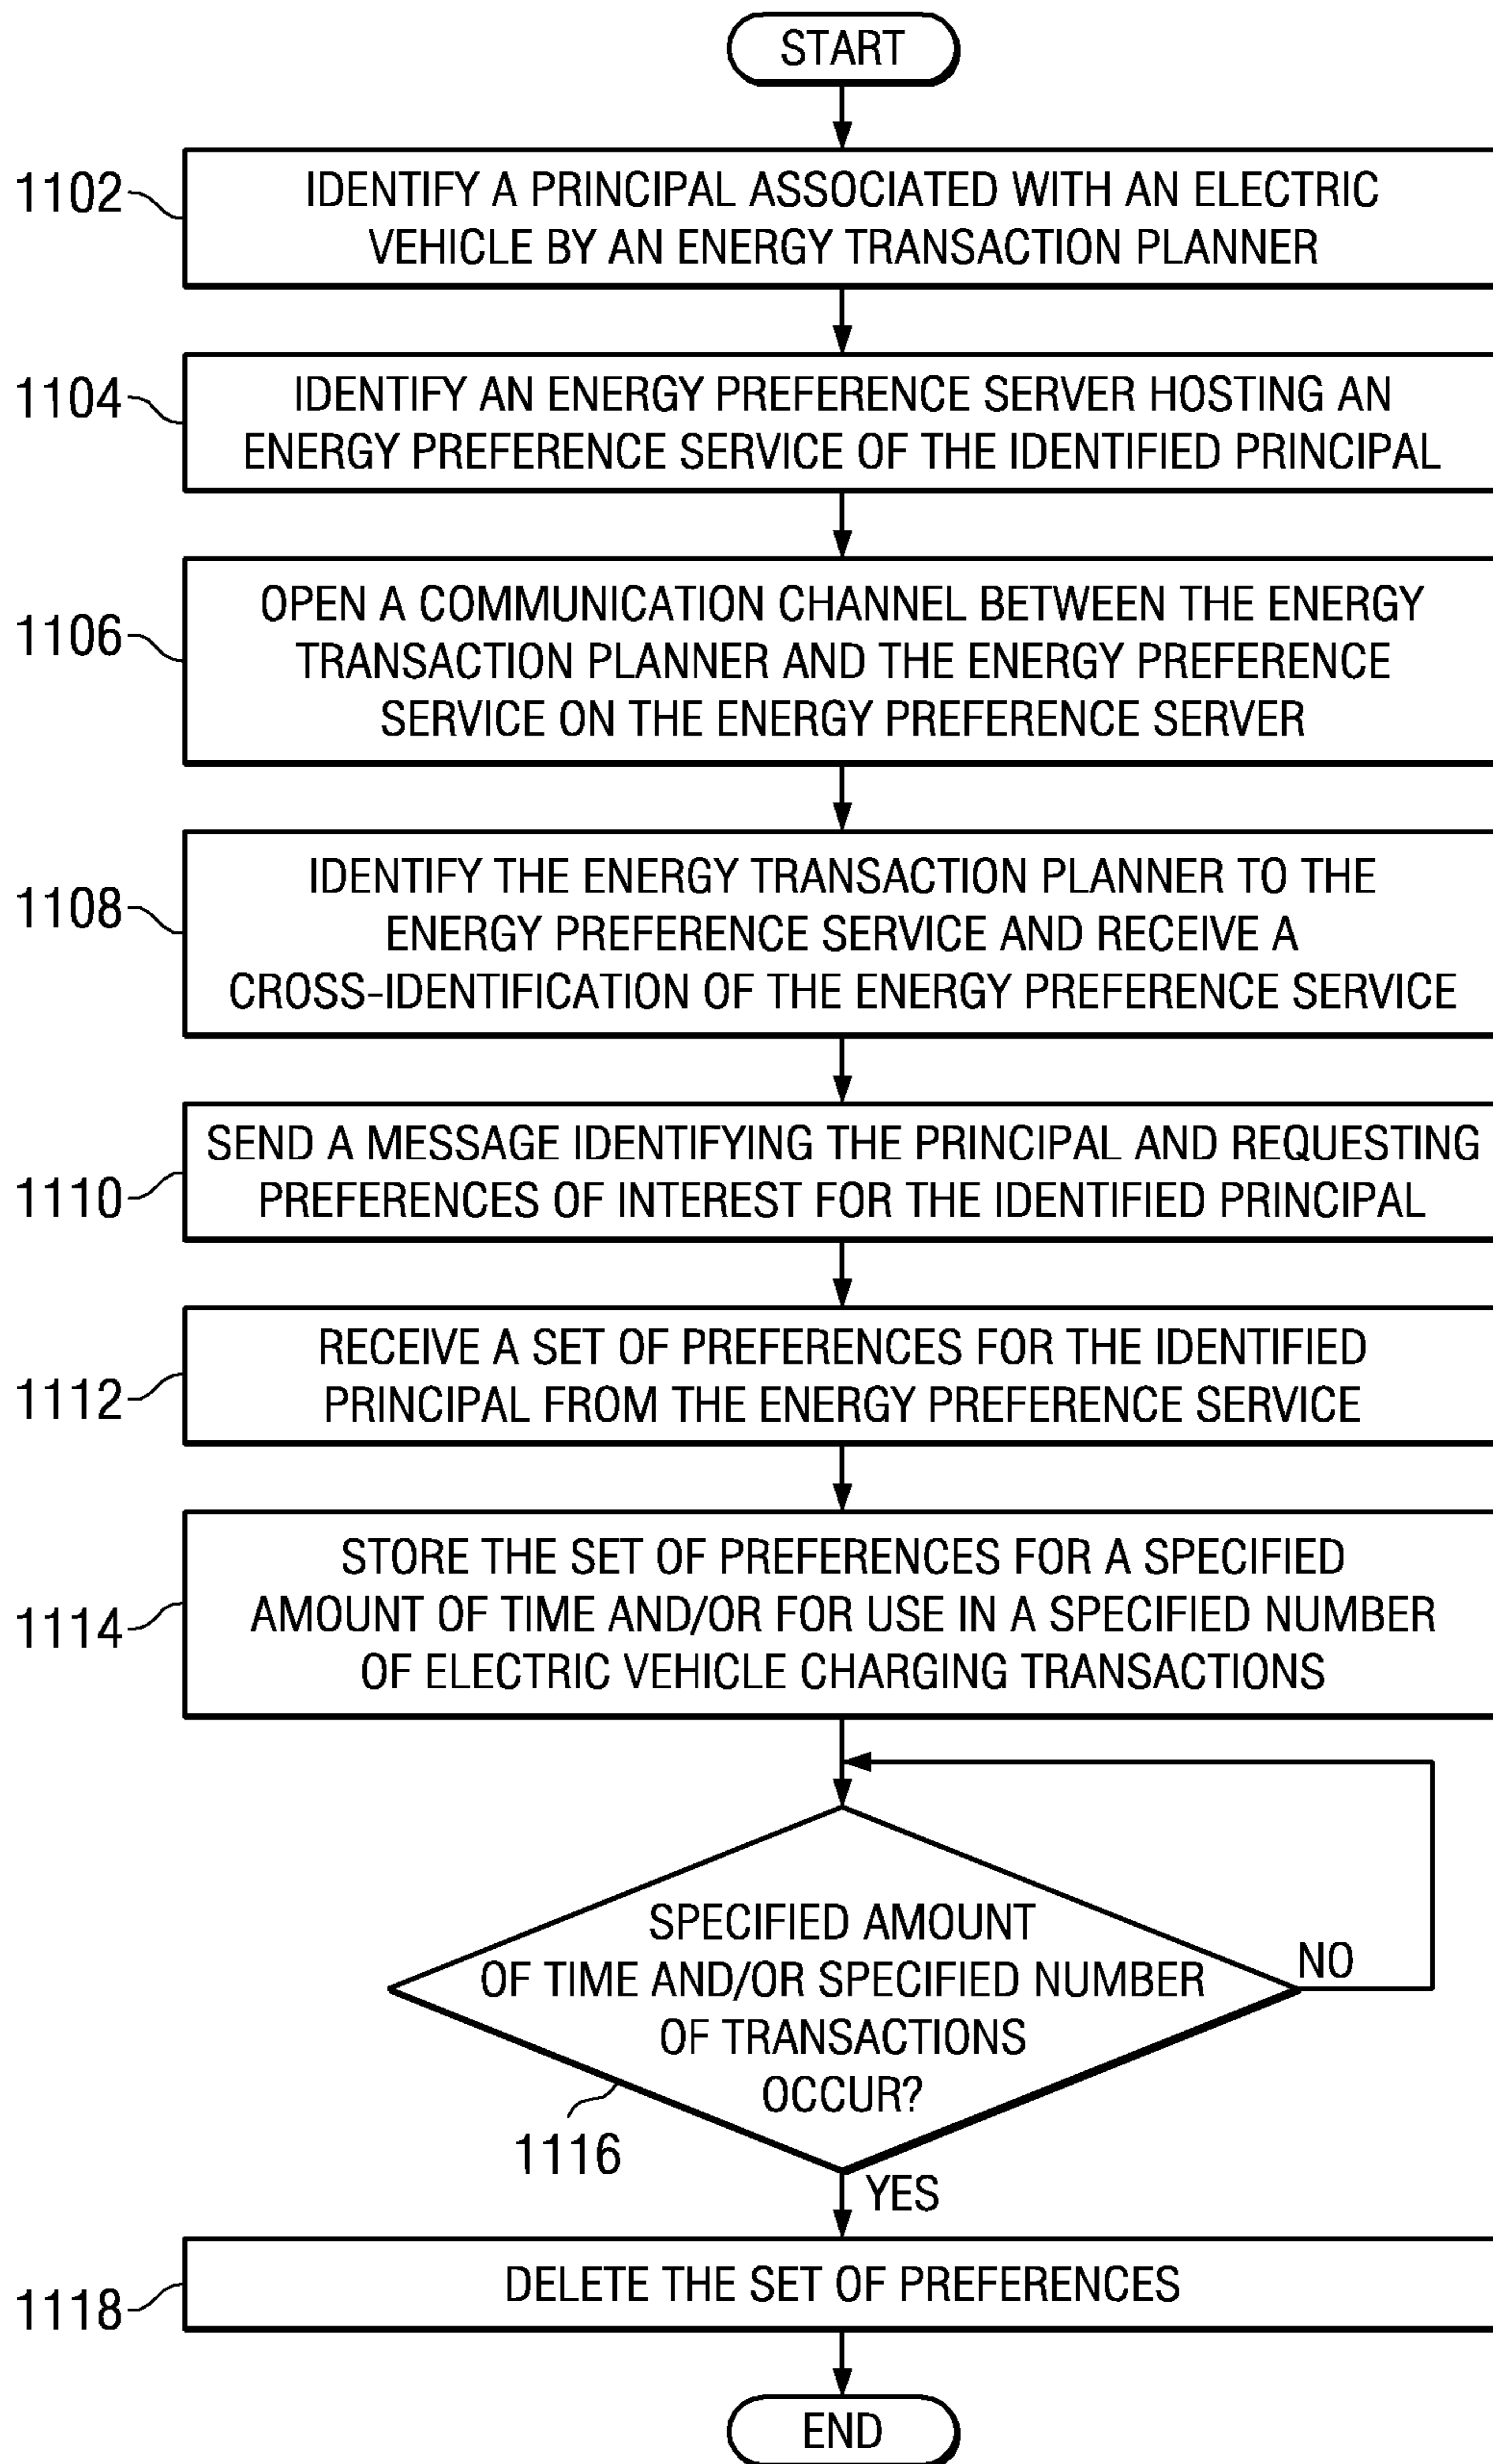 START
1102
IDENTIFY A PRINCIPAL ASSOCIATED WITH AN ELECTRIC
VEHICLE BY AN ENERGY TRANSACTION PLANNER
1104
IDENTIFY AN ENERGY PREFERENCE SERVER HOSTING AN
ENERGY PREFERENCE SERVICE OF THE IDENTIFIED PRINCIPAL
1106
OPEN A COMMUNICATION CHANNEL BETWEEN THE ENERGY
TRANSACTION PLANNER AND THE ENERGY PREFERENCE
SERVICE ON THE ENERGY PREFERENCE SERVER
1108
IDENTIFY THE ENERGY TRANSACTION PLANNER TO THE
ENERGY PREFERENCE SERVICE AND RECEIVE A
CROSS-IDENTIFICATION OF THE ENERGY PREFERENCE SERVICE
1110
SEND A MESSAGE IDENTIFYING THE PRINCIPAL AND REQUESTING
PREFERENCES OF INTEREST FOR THE IDENTIFIED PRINCIPAL
1112
RECEIVE A SET OF PREFERENCES FOR THE IDENTIFIED
PRINCIPAL FROM THE ENERGY PREFERENCE SERVICE
1114
STORE THE SET OF PREFERENCES FOR A SPECIFIED
AMOUNT OF TIME AND/OR FOR USE IN A SPECIFIED NUMBER
OF ELECTRIC VEHICLE CHARGING TRANSACTIONS
SPECIFIED AMOUNT
OF TIME AND/OR SPECIFIED NUMBER
OF TRANSACTIONS
OCCUR?
NO
1116
YES
1118
DELETE THE SET OF PREFERENCES
END